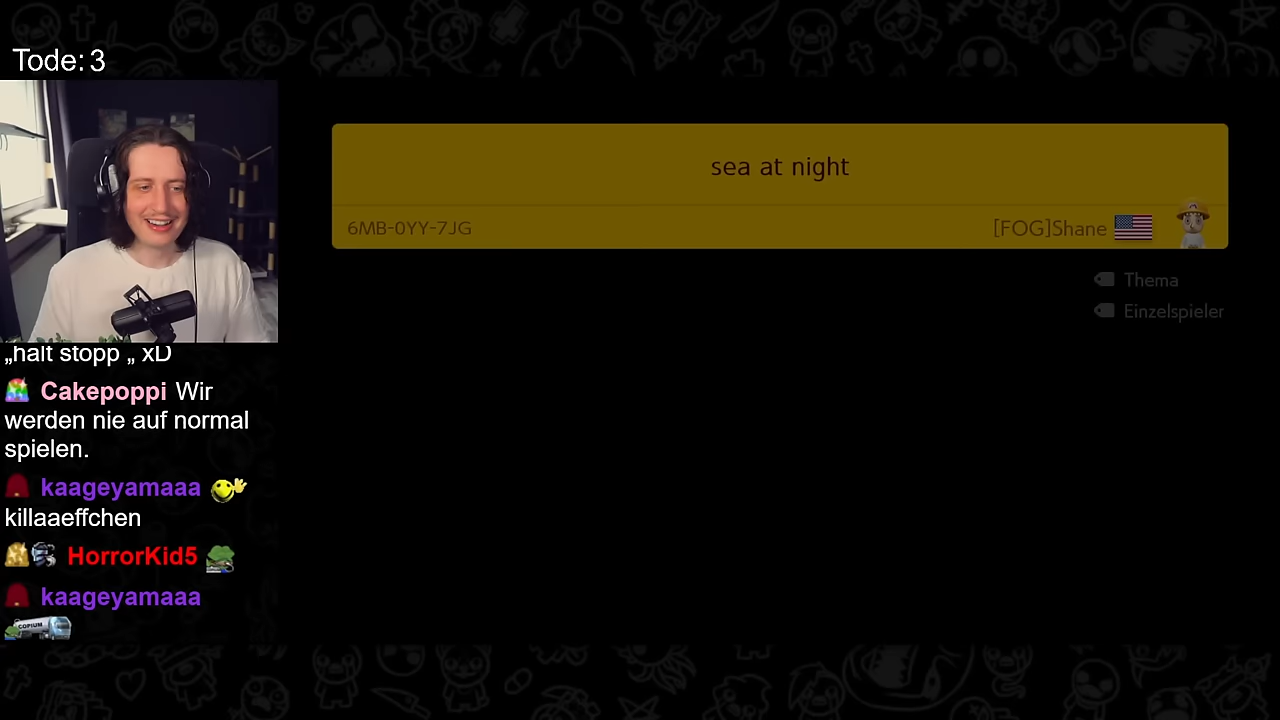 Tode: 3
sea at night
6MB-0YY-7JG
[FOG]Shane
Thema
Einzelspieler
„halt stopp „ xD
Cakepoppi Wir
werden nie auf normal
spielen.
kaageyamaaa
killaaeffchen
HorrorKid5
kaageyamaaa
COPIUM